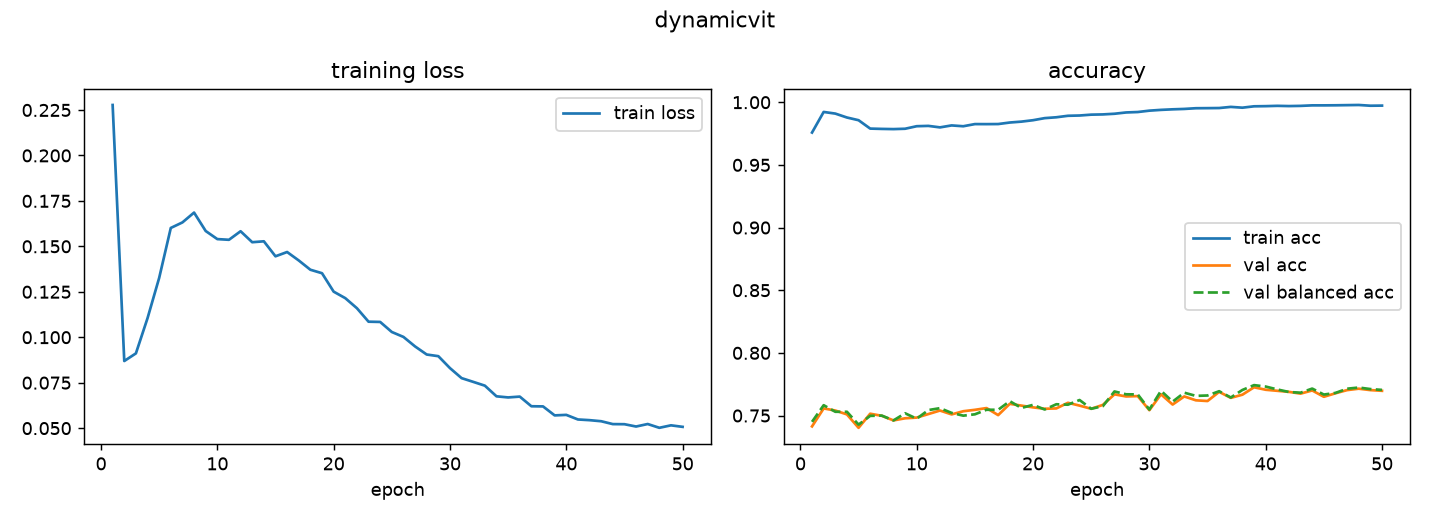 dynamicvit
training loss
0.225
0.200
0.175
0.150
0.125
0.100
0.075
0.050
0
10
20
30
40
50
epoch
train loss
accuracy
1.00
0.95
0.90
0.85
0.80
0.75
0
10
20
30
40
50
epoch
train acc
val acc
val balanced acc